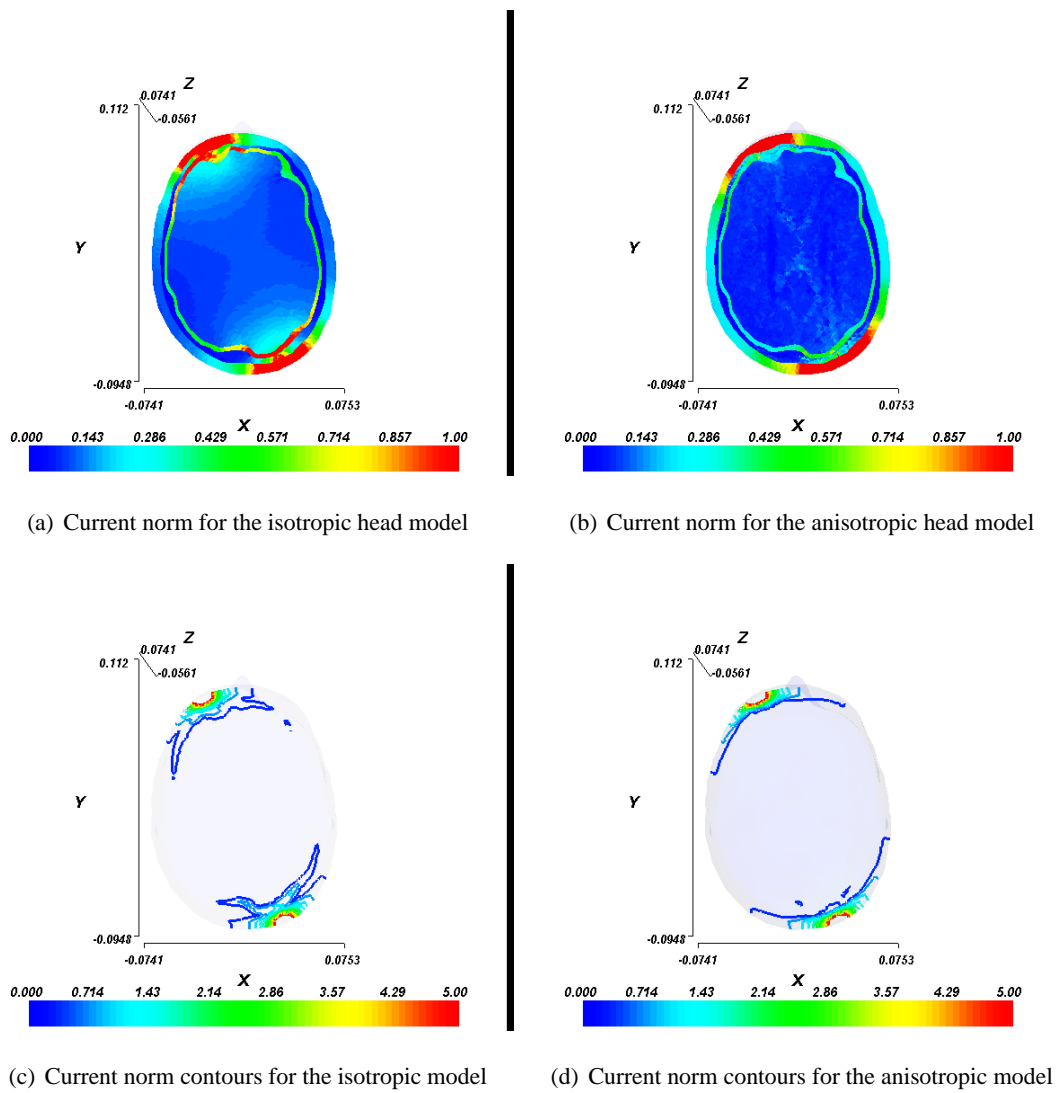 Z
0.0741
0.112
-0.0561
Y
-0.0948
-0.0741
0.0753
X
0.000 0.143 0.286 0.429 0.571 0.714 0.857 1.00
(a) Current norm for the isotropic head model
Z
0.0741
0.112
-0.0561
Y
-0.0948
-0.0741
0.0753
X
0.000 0.143 0.286 0.429 0.571 0.714 0.857 1.00
(b) Current norm for the anisotropic head model
Z
0.0741
0.112
-0.0561
Y
-0.0948
-0.0741
0.0753
X
0.000 0.714 1.43 2.14 2.86 3.57 4.29 5.00
(c) Current norm contours for the isotropic model
Z
0.0741
0.112
-0.0561
Y
-0.0948
-0.0741
0.0753
X
0.000 0.714 1.43 2.14 2.86 3.57 4.29 5.00
(d) Current norm contours for the anisotropic model